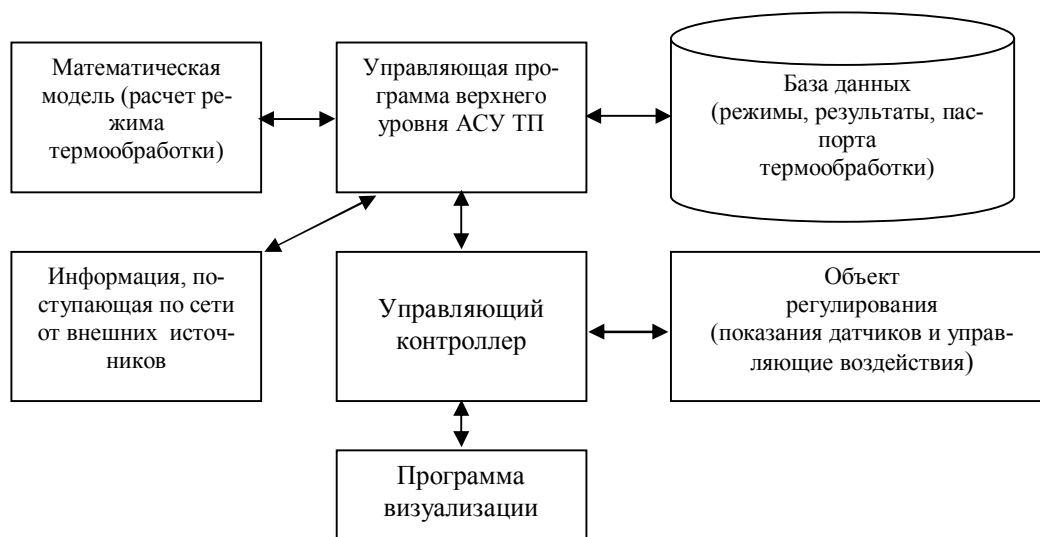 Математическая
модель (расчет ре-
жима
термообработки)
Управляющая про-
грамма верхнего
уровня АСУ ТП
База данных
(режимы, результаты, пас-
порта
термообработки)
Информация, по-
ступающая по сети
от внешних источ-
ников
Управляющий
контроллер
Объект
регулирования
(показания датчиков и управ-
ляющие воздействия)
Программа
визуализации